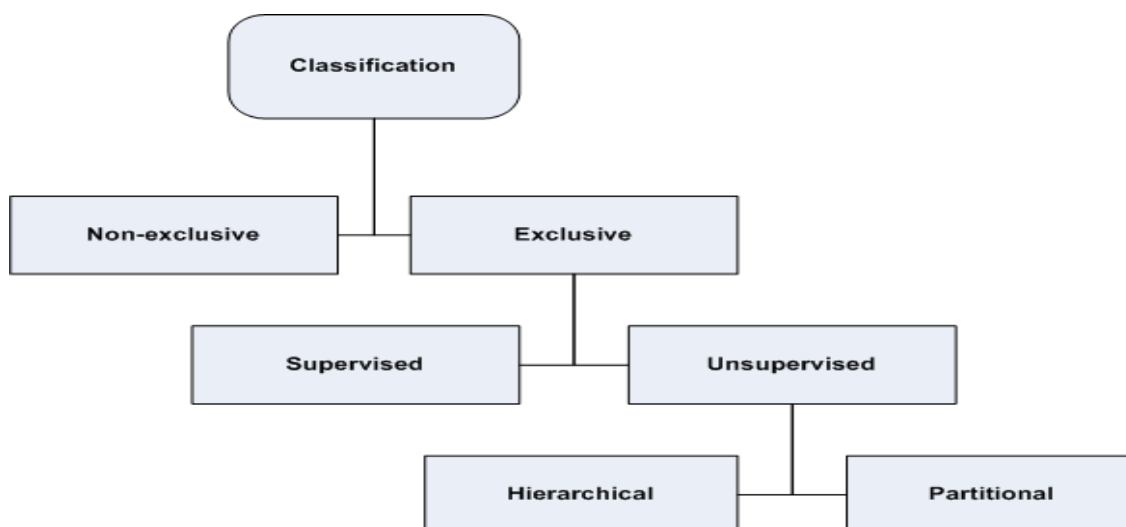 Classification
Non-exclusive
Exclusive
Supervised
Unsupervised
Hierarchical
Partitional